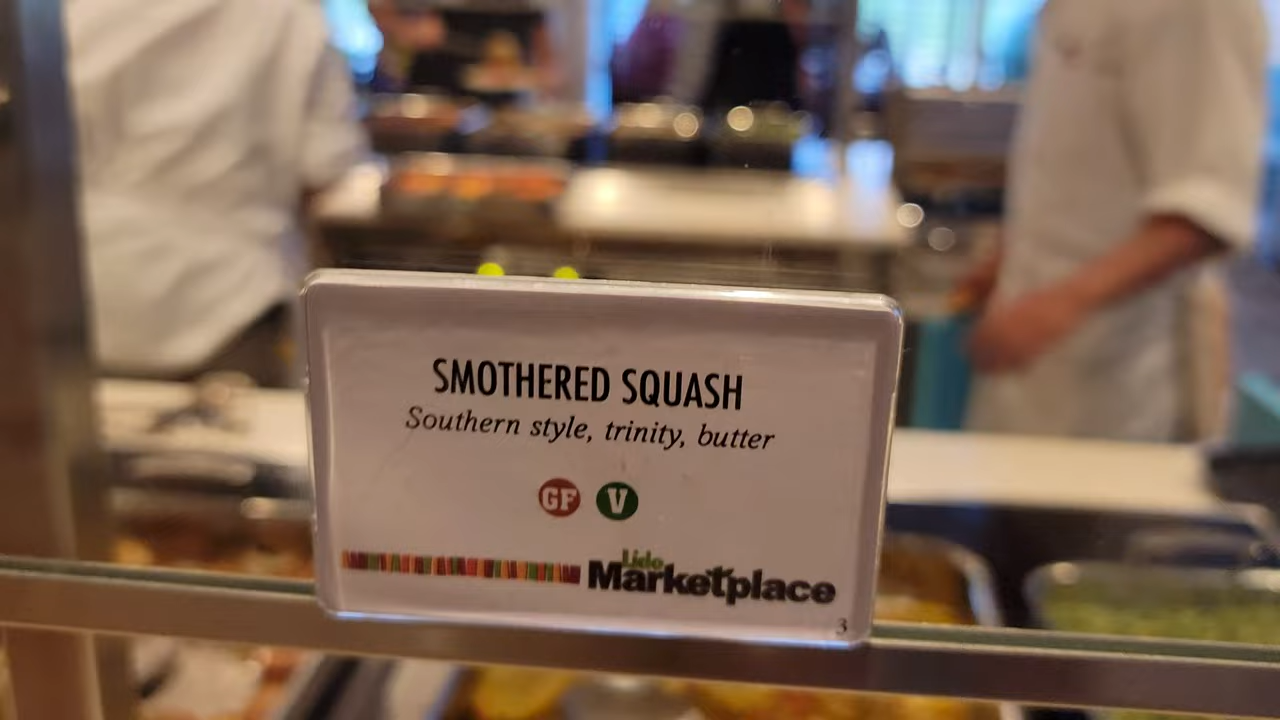 SMOTHERED SQUASH
Southern style, trinity, butter
GF V
Lido
Marketplace
3